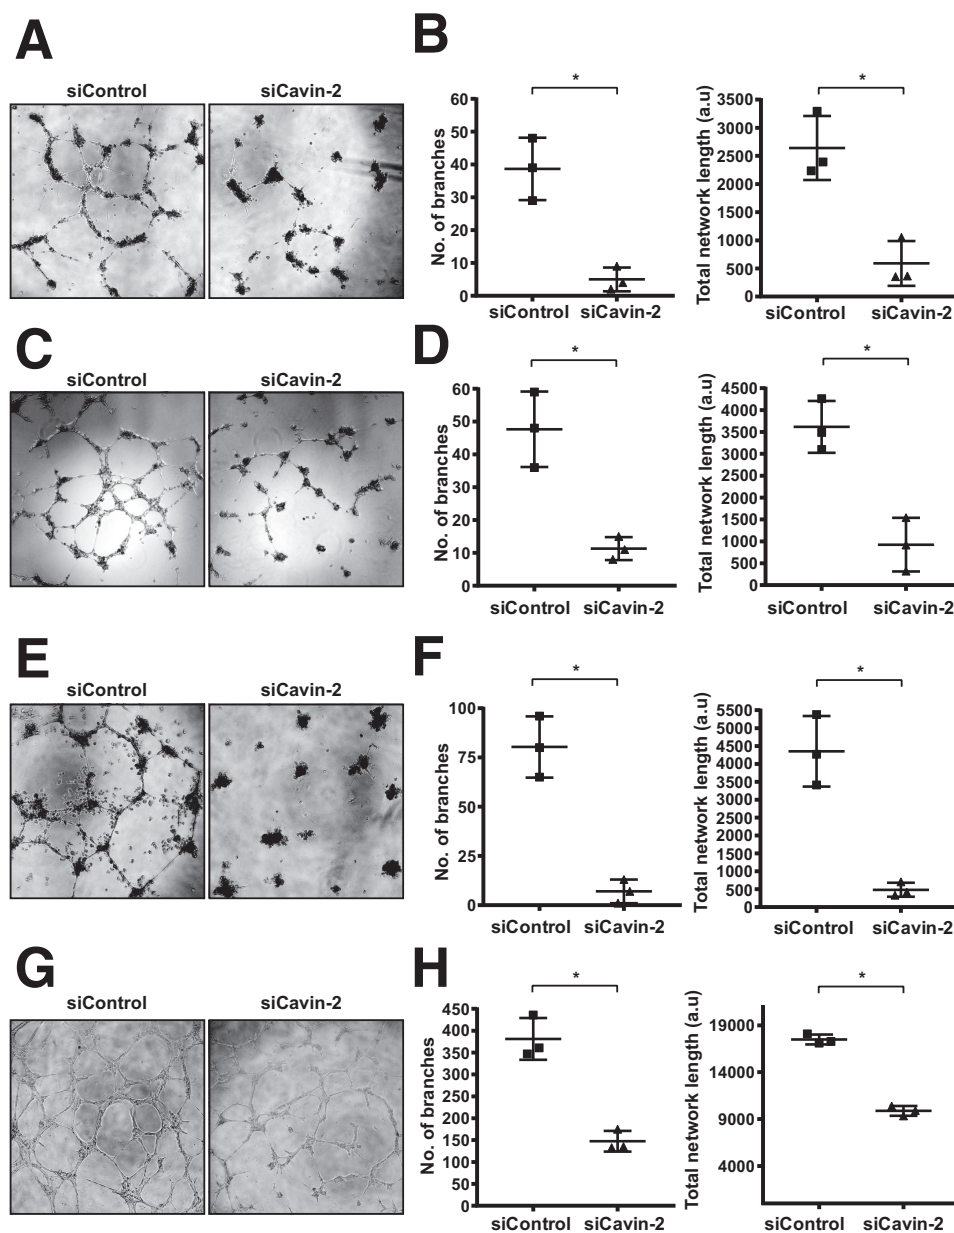 A
B
siControl siCavin-2
*
*
No. of branches
60
50
40
30
20
10
0
siControl siCavin-2
Total network length (a.u)
3500
3000
2500
2000
1500
1000
500
0
siControl siCavin-2
C
D
siControl siCavin-2
*
*
No. of branches
60
50
40
30
20
10
0
siControl siCavin-2
Total network length (a.u)
4500
4000
3500
3000
2500
2000
1500
1000
500
0
siControl siCavin-2
E
F
siControl siCavin-2
*
*
No. of branches
100
75
50
25
0
siControl siCavin-2
Total network length (a.u)
5500
5000
4500
4000
3500
3000
2500
2000
1500
1000
500
0
siControl siCavin-2
G
H
siControl siCavin-2
*
*
No. of branches
450
400
350
300
250
200
150
100
50
0
siControl siCavin-2
Total network length (a.u)
19000
14000
9000
4000
siControl siCavin-2